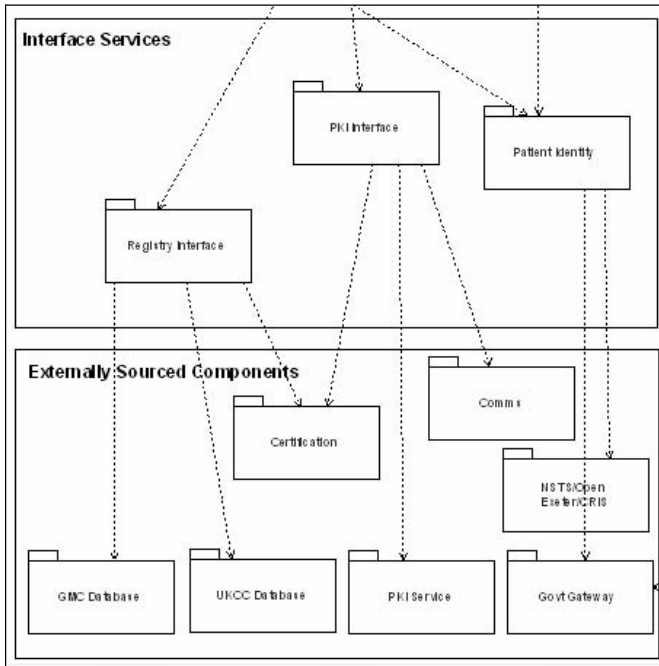 Interface Services
PKI Interface
Patient Identity
Registry Interface
Externally Sourced Components
Comms
Certification
NSTS/Open
Exeter/CRIS
GMC Database
UKCC Database
PKI Service
Govt Gateway